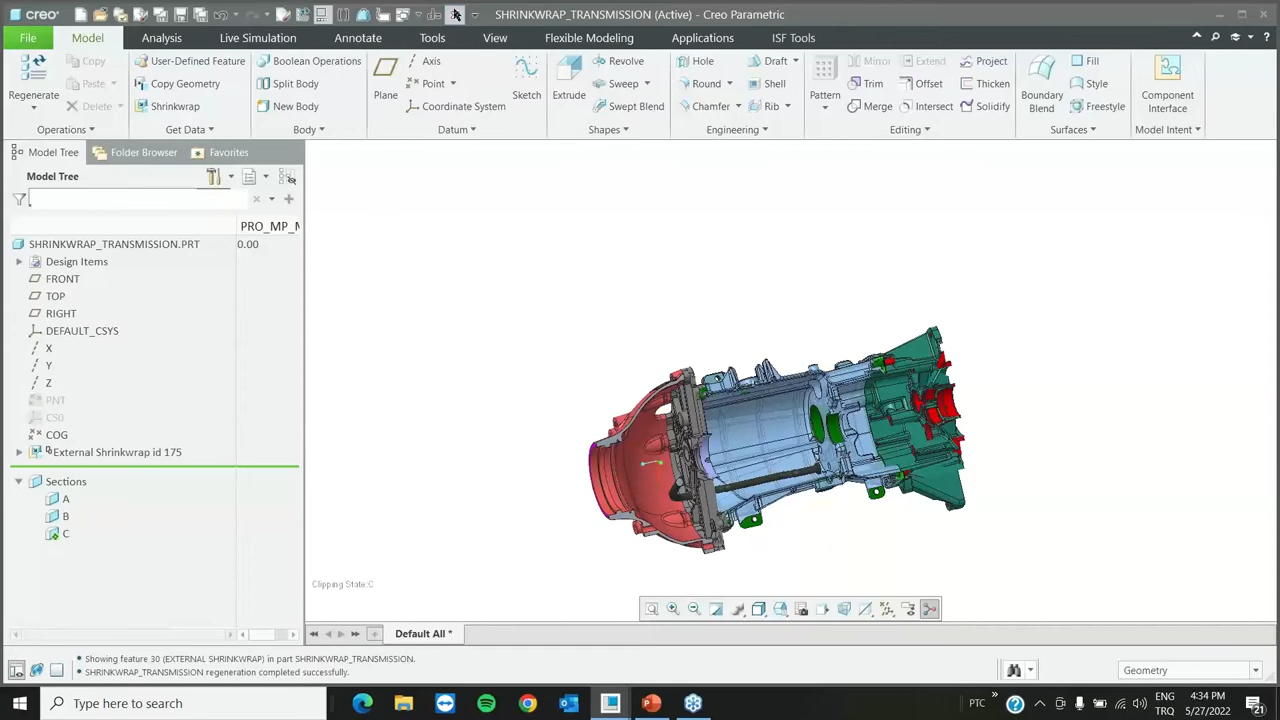 creo° SHRINKWRAP_TRANSMISSION (Active) - Creo Parametric
File Model Analysis Live Simulation Annotate Tools View Flexible Modeling Applications ISF Tools
Regenerate Copy Paste Delete Operations
User-Defined Feature Copy Geometry Shrinkwrap Get Data
Boolean Operations Split Body New Body Body
Plane Axis Point Coordinate System Sketch Datum
Extrude Revolve Sweep Swept Blend Shapes
Hole Round Chamfer Draft Shell Rib Engineering
Pattern Mirror Trim Merge Extend Offset Intersect Project Thicken Solidify Editing
Boundary Blend Fill Style Freestyle Surfaces
Component Interface Model Intent
Model Tree Folder Browser Favorites
Model Tree
PRO_MP_M
SHRINKWRAP_TRANSMISSION.PRT 0.00
Design Items
FRONT
TOP
RIGHT
DEFAULT_CSYS
X
Y
Z
PNT
CS0
COG
External Shrinkwrap id 175
Sections
A
B
C
Clipping State:C
Default All *
Showing feature 30 (EXTERNAL SHRINKWRAP) in part SHRINKWRAP_TRANSMISSION.
SHRINKWRAP_TRANSMISSION regeneration completed successfully.
Geometry
Type here to search
PTC
ENG
TRQ
4:34 PM
5/27/2022
21